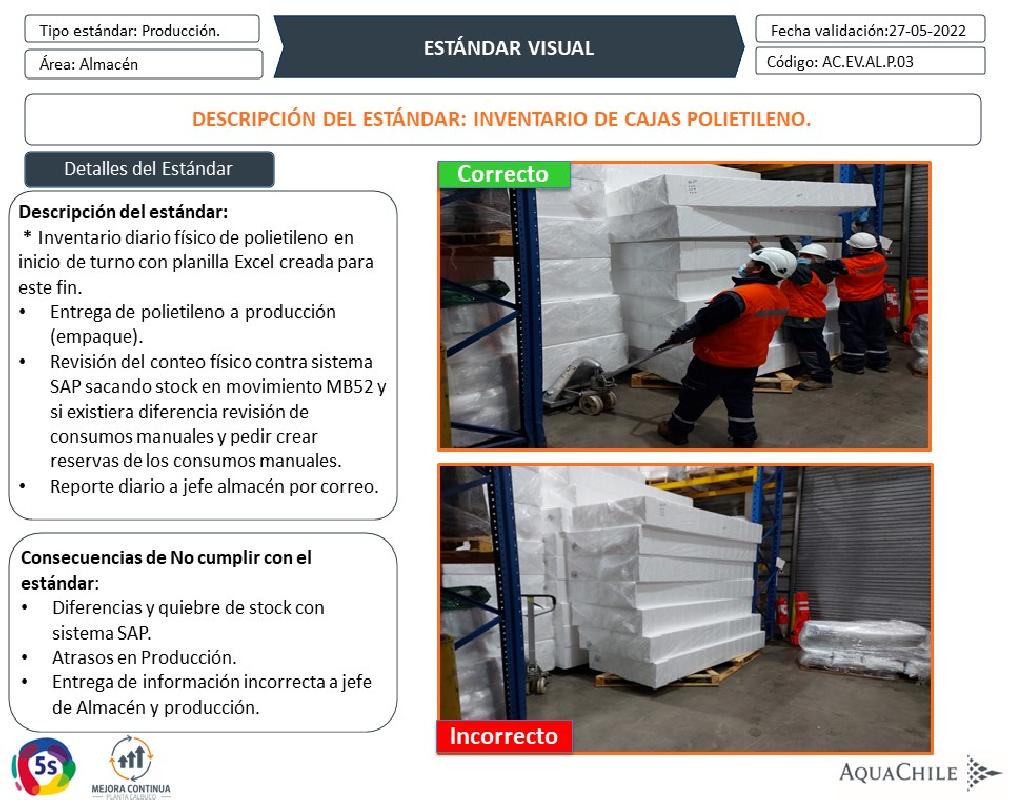 Tipo estándar: Producción.
Área: Almacén
ESTÁNDAR VISUAL
Fecha validación:27-05-2022
Código: AC.EV.AL.P.03
DESCRIPCIÓN DEL ESTÁNDAR: INVENTARIO DE CAJAS POLIETILENO.
Detalles del Estándar
Descripción del estándar:
* Inventario diario físico de polietileno en
inicio de turno con planilla Excel creada para
este fin.
• Entrega de polietileno a producción
(empaque).
• Revisión del conteo físico contra sistema
SAP sacando stock en movimiento MB52 y
si existiera diferencia revisión de
consumos manuales y pedir crear
reservas de los consumos manuales.
• Reporte diario a jefe almacén por correo.
Consecuencias de No cumplir con el
estándar:
• Diferencias y quiebre de stock con
sistema SAP.
• Atrasos en Producción.
• Entrega de información incorrecta a jefe
de Almacén y producción.
Correcto
Incorrecto
5s
MEJORA CONTINUA
PLANTA CALBUCO
AQUACHILE